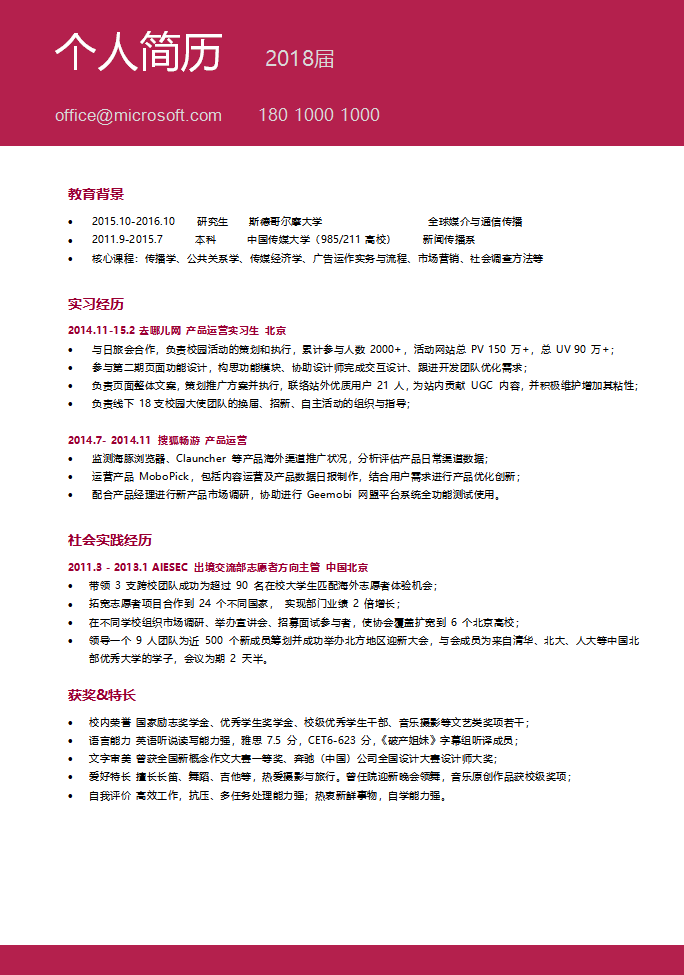 个人简历 2018届
office@microsoft.com 180 1000 1000
教育背景
• 2015.10-2016.10 研究生 斯德哥尔摩大学 全球媒介与通信传播
• 2011.9-2015.7 本科 中国传媒大学（985/211 高校） 新闻传播系
• 核心课程：传播学、公共关系学、传媒经济学、广告运作实务与流程、市场营销、社会调查方法等
实习经历
2014.11-15.2 去哪儿网 产品运营实习生 北京
• 与日旅会合作，负责校园活动的策划和执行，累计参与人数 2000+，活动网站总 PV 150 万+，总 UV 90 万+；
• 参与第二期页面功能设计，构思功能模块、协助设计师完成交互设计、跟进开发团队优化需求；
• 负责页面整体文案，策划推广方案并执行，联络站外优质用户 21 人，为站内贡献 UGC 内容，并积极维护增加其粘性；
• 负责线下 18 支校园大使团队的换届、招新、自主活动的组织与指导；
2014.7- 2014.11 搜狐畅游 产品运营
• 监测海豚浏览器、Clauncher 等产品海外渠道推广状况，分析评估产品日常渠道数据；
• 运营产品 MoboPick，包括内容运营及产品数据日报制作，结合用户需求进行产品优化创新；
• 配合产品经理进行新产品市场调研，协助进行 Geemobi 网盟平台系统全功能测试使用。
社会实践经历
2011.3 - 2013.1 AIESEC 出境交流部志愿者方向主管 中国北京
• 带领 3 支跨校团队成功为超过 90 名在校大学生匹配海外志愿者体验机会；
• 拓宽志愿者项目合作到 24 个不同国家， 实现部门业绩 2 倍增长；
• 在不同学校组织市场调研、举办宣讲会、招募面试参与者，使协会覆盖扩宽到 6 个北京高校；
• 领导一个 9 人团队为近 500 个新成员筹划并成功举办北方地区迎新大会，与会成员为来自清华、北大、人大等中国北
部优秀大学的学子，会议为期 2 天半。
获奖&特长
• 校内荣誉 国家励志奖学金、优秀学生奖学金、校级优秀学生干部、音乐摄影等文艺类奖项若干；
• 语言能力 英语听说读写能力强，雅思 7.5 分，CET6-623 分，《破产姐妹》字幕组听译成员；
• 文字审美 曾获全国新概念作文大赛一等奖、奔驰（中国）公司全国设计大赛设计师大奖；
• 爱好特长 擅长长笛、舞蹈、吉他等，热爱摄影与旅行。曾任院迎新晚会领舞，音乐原创作品获校级奖项；
• 自我评价 高效工作，抗压、多任务处理能力强；热衷新鲜事物，自学能力强。